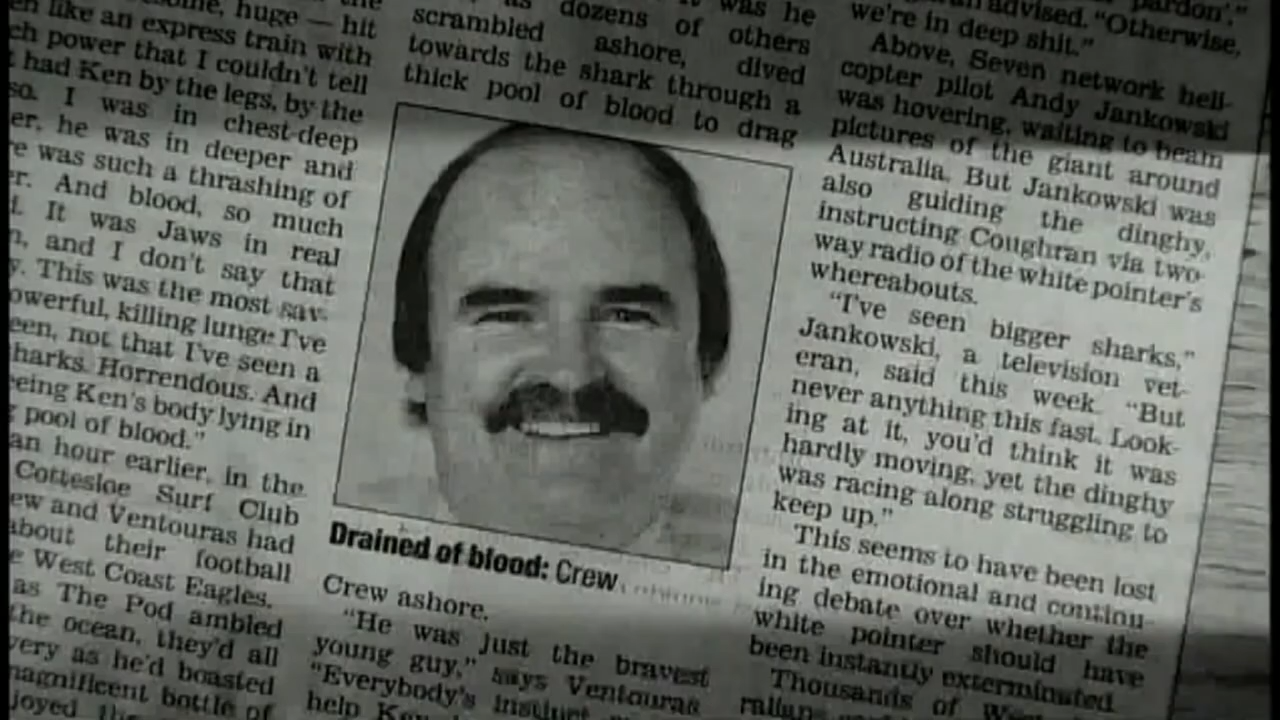 huge — hit
like an express train with
power that I couldn't tell
had Ken by the legs, by the
so. I was in chest-deep
he was in deeper and
was such a thrashing of
And blood, so much
It was Jaws in real
and I don't say that
This was the most sav-
powerful, killing lunge I've
not that I've seen a
Horrendous. And
Ken's body lying in
pool of blood."
an hour earlier, in the
Cottesloe Surf Club
and Ventouras had
about their football
West Coast Eagles.
as The Pod ambled
the ocean, they'd all
as he'd boasted
magnificent bottle of
was he
as dozens of others
scrambled ashore, dived
towards the shark through a
thick pool of blood to drag
Drained of blood: Crew
Crew ashore.
"He was just the bravest
young guy," says Ventouras
"Everybody's instinct
help
pardon',"
advised. "Otherwise,
we're in deep shit."
Above, Seven network heli-
copter pilot Andy Jankowski
was hovering, waiting to beam
pictures of the giant around
Australia. But Jankowski was
also guiding the dinghy,
instructing Coughran via two-
way radio of the white pointer's
whereabouts.
"I've seen bigger sharks,"
Jankowski, a television vet-
eran, said this week. "But
never anything this fast. Look-
ing at it, you'd think it was
hardly moving, yet the dinghy
was racing along struggling to
keep up."
This seems to have been lost
in the emotional and continu-
ing debate over whether the
white pointer should have
been instantly exterminated.
Thousands of